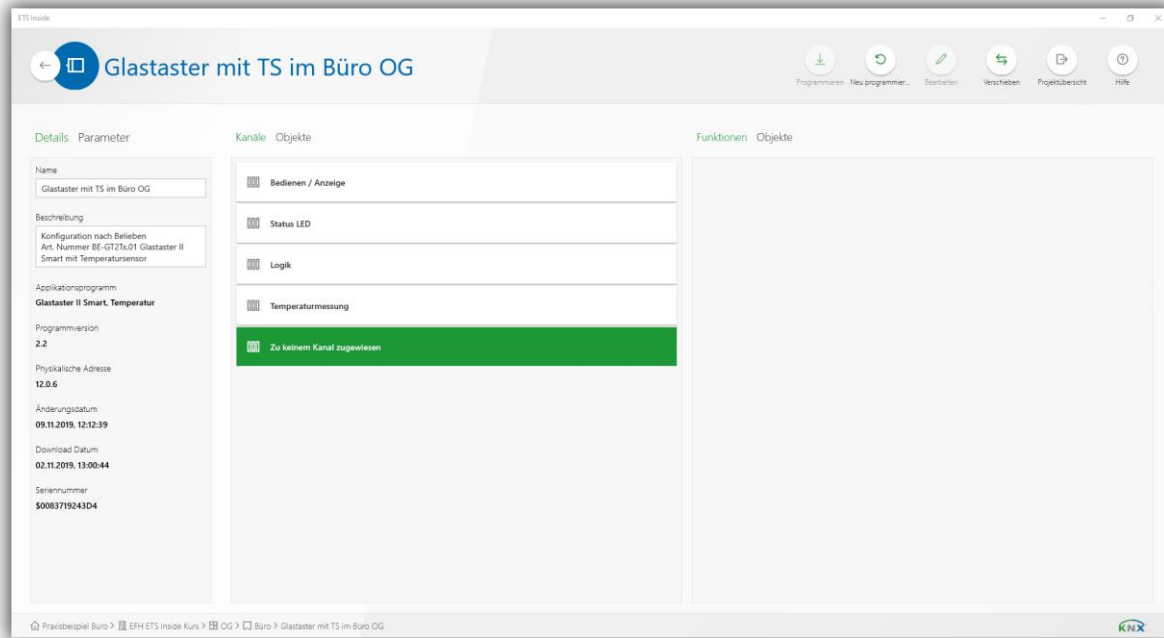 ETS Inside
Glastaster mit TS im Büro OG
Programmieren Neu programmier... Bearbeiten Verschieben Projektübersicht Hilfe
Details Parameter
Kanäle Objekte
Funktionen Objekte
Name
Glastaster mit TS im Büro OG
Beschreibung
Konfiguration nach Belieben
Art. Nummer BE-GT2Tx.01 Glastaster II
Smart mit Temperatursensor
Applikationsprogramm
Glastaster II Smart, Temperatur
Programmversion
2.2
Physikalische Adresse
12.0.6
Änderungsdatum
09.11.2019, 12:12:39
Download Datum
02.11.2019, 13:00:44
Seriennummer
S0083719243D4
Bedienen / Anzeige
Status LED
Logik
Temperaturmessung
Zu keinem Kanal zugewiesen
Praxisbeispiel Büro > EFH ETS Inside Kurs > OG > Büro > Glastaster mit TS im Büro OG
KNX